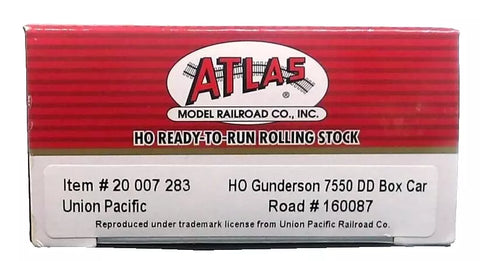 ATLAS
®
MODEL RAILROAD CO., INC.
HO READY-TO-RUN ROLLING STOCK
Item # 20 007 283 HO Gunderson 7550 DD Box Car
Union Pacific Road # 160087
Reproduced under trademark license from Union Pacific Railroad Co.